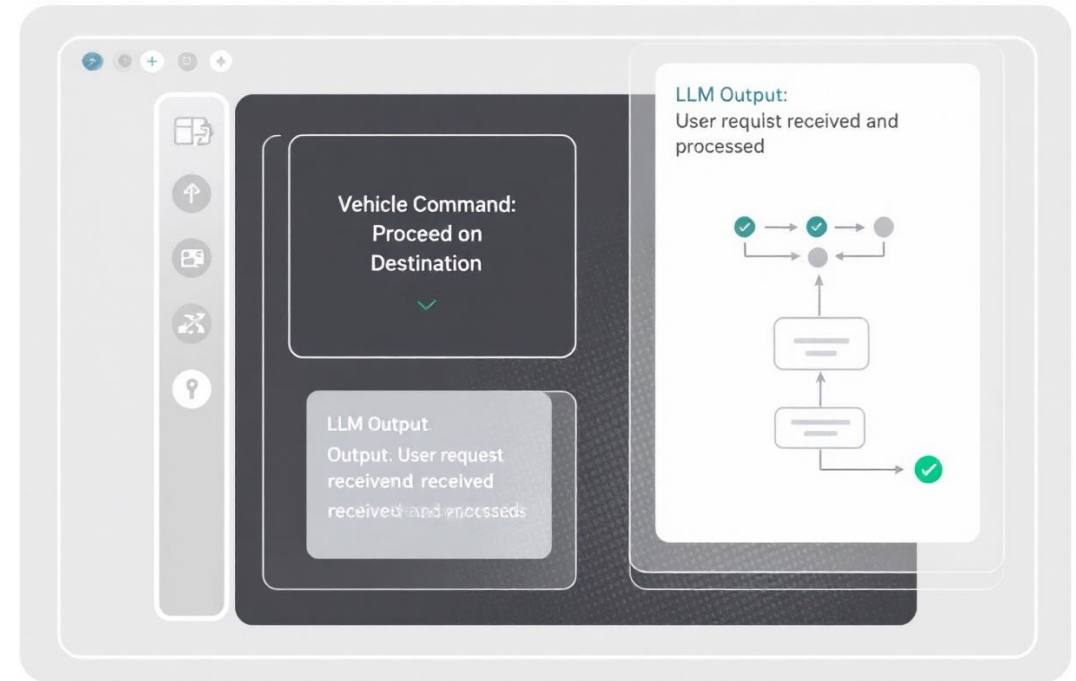 LLM Output:
User requist received and
processed
Vehicle Command:
Proceed on
Destination
LLM Output.
Output. User request
receivend received
received